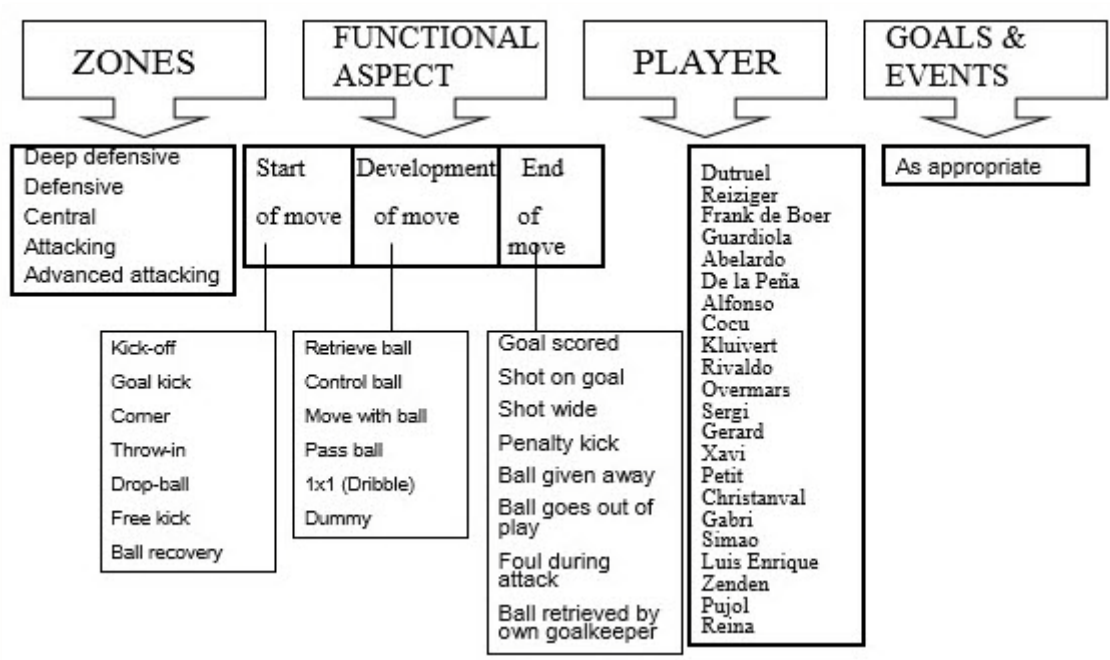 ZONES
FUNCTIONAL
ASPECT
PLAYER
GOALS &
EVENTS
Deep defensive
Defensive
Central
Attacking
Advanced attacking
Start
of move
Development
of move
End
of
move
Kick-off
Goal kick
Corner
Throw-in
Drop-ball
Free kick
Ball recovery
Retrieve ball
Control ball
Move with ball
Pass ball
1x1 (Dribble)
Dummy
Goal scored
Shot on goal
Shot wide
Penalty kick
Ball given away
Ball goes out of
play
Foul during
attack
Ball retrieved by
own goalkeeper
Dutruel
Reiziger
Frank de Boer
Guardiola
Abelardo
De la Peña
Alfonso
Cocu
Kluivert
Rivaldo
Overmars
Sergi
Gerard
Xavi
Petit
Christanval
Gabri
Simao
Luis Enrique
Zenden
Pujol
Reina
As appropriate